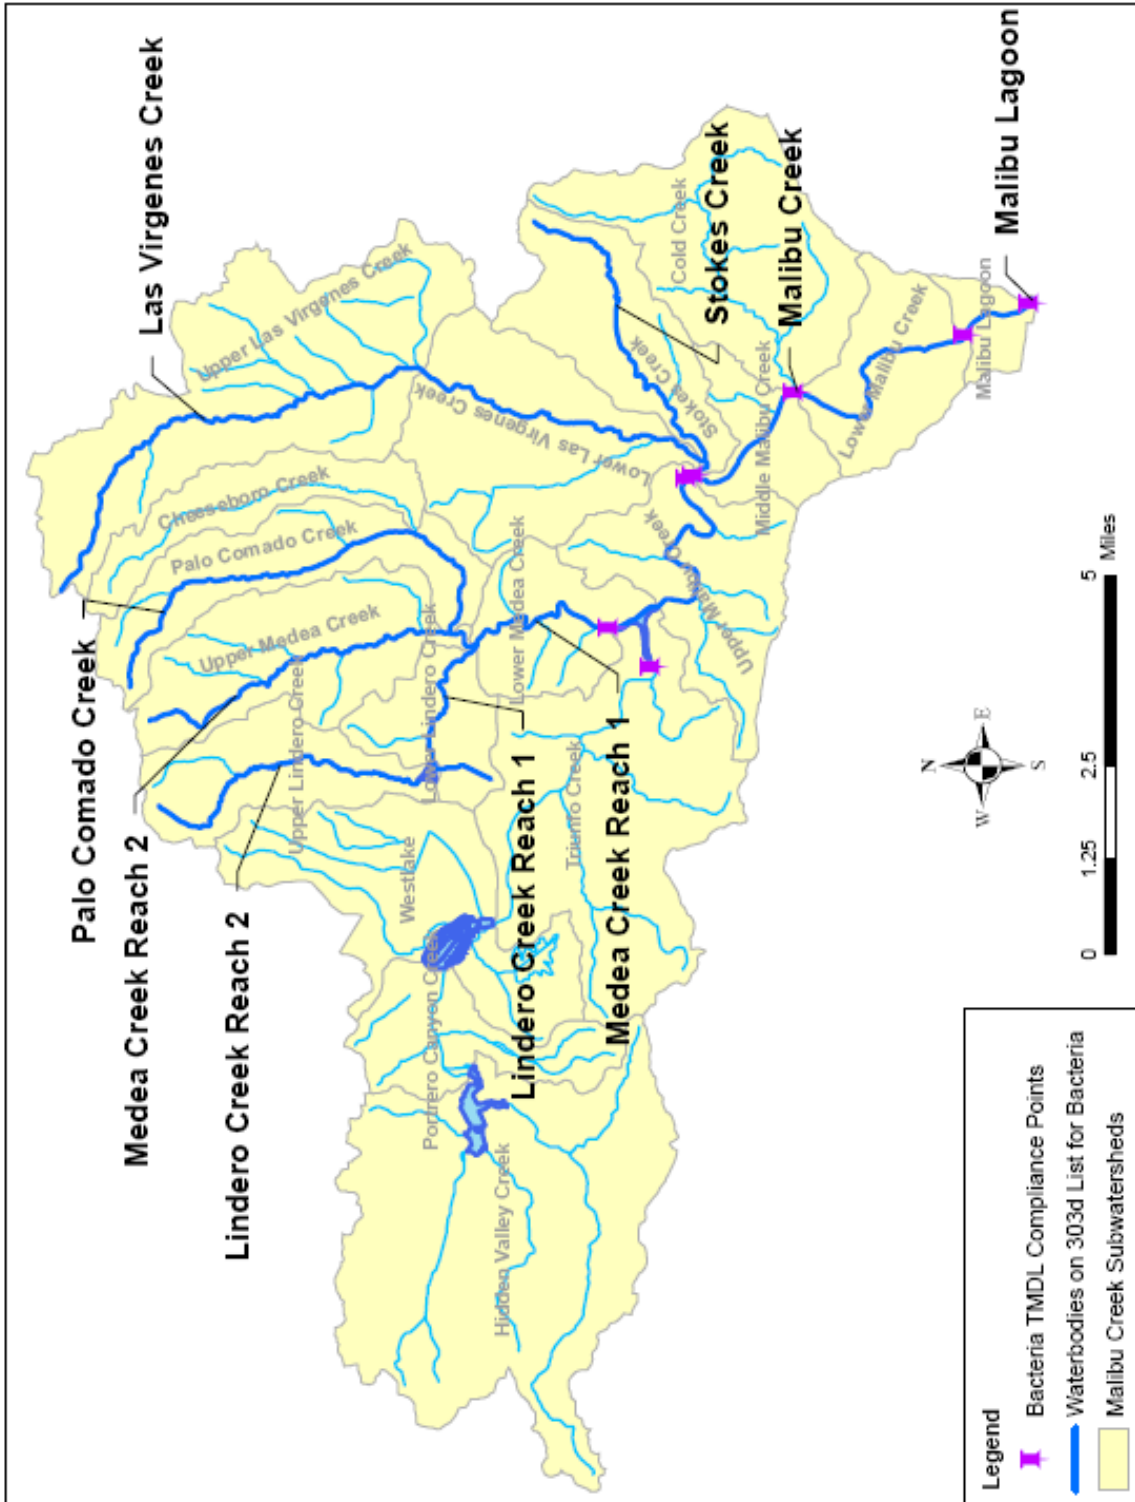 Las Virgenes Creek
Palo Comado Creek
Medea Creek Reach 2
Lindero Creek Reach 2
Upper Las Virgenes Creek
Cheeseboro Creek
Palo Comado Creek
Upper Medea Creek
Upper Lindero Creek
Westlake
Portrero Canyon Creek
Lower Lindero Creek
Lower Las Virgenes Creek
Lower Medea Creek
Hidden Valley Creek
Lindero Creek Reach 1
Triunfo Creek
Medea Creek Reach 1
Upper Malibu Creek
Stokes Creek
Cold Creek
Stokes Creek
Middle Malibu Creek
Malibu Creek
Lower Malibu Creek
Malibu Lagoon
Malibu Lagoon
N
E
S
W
0
1.25
2.5
5
Miles
Legend
Bacteria TMDL Compliance Points
Waterbodies on 303d List for Bacteria
Malibu Creek Subwatersheds